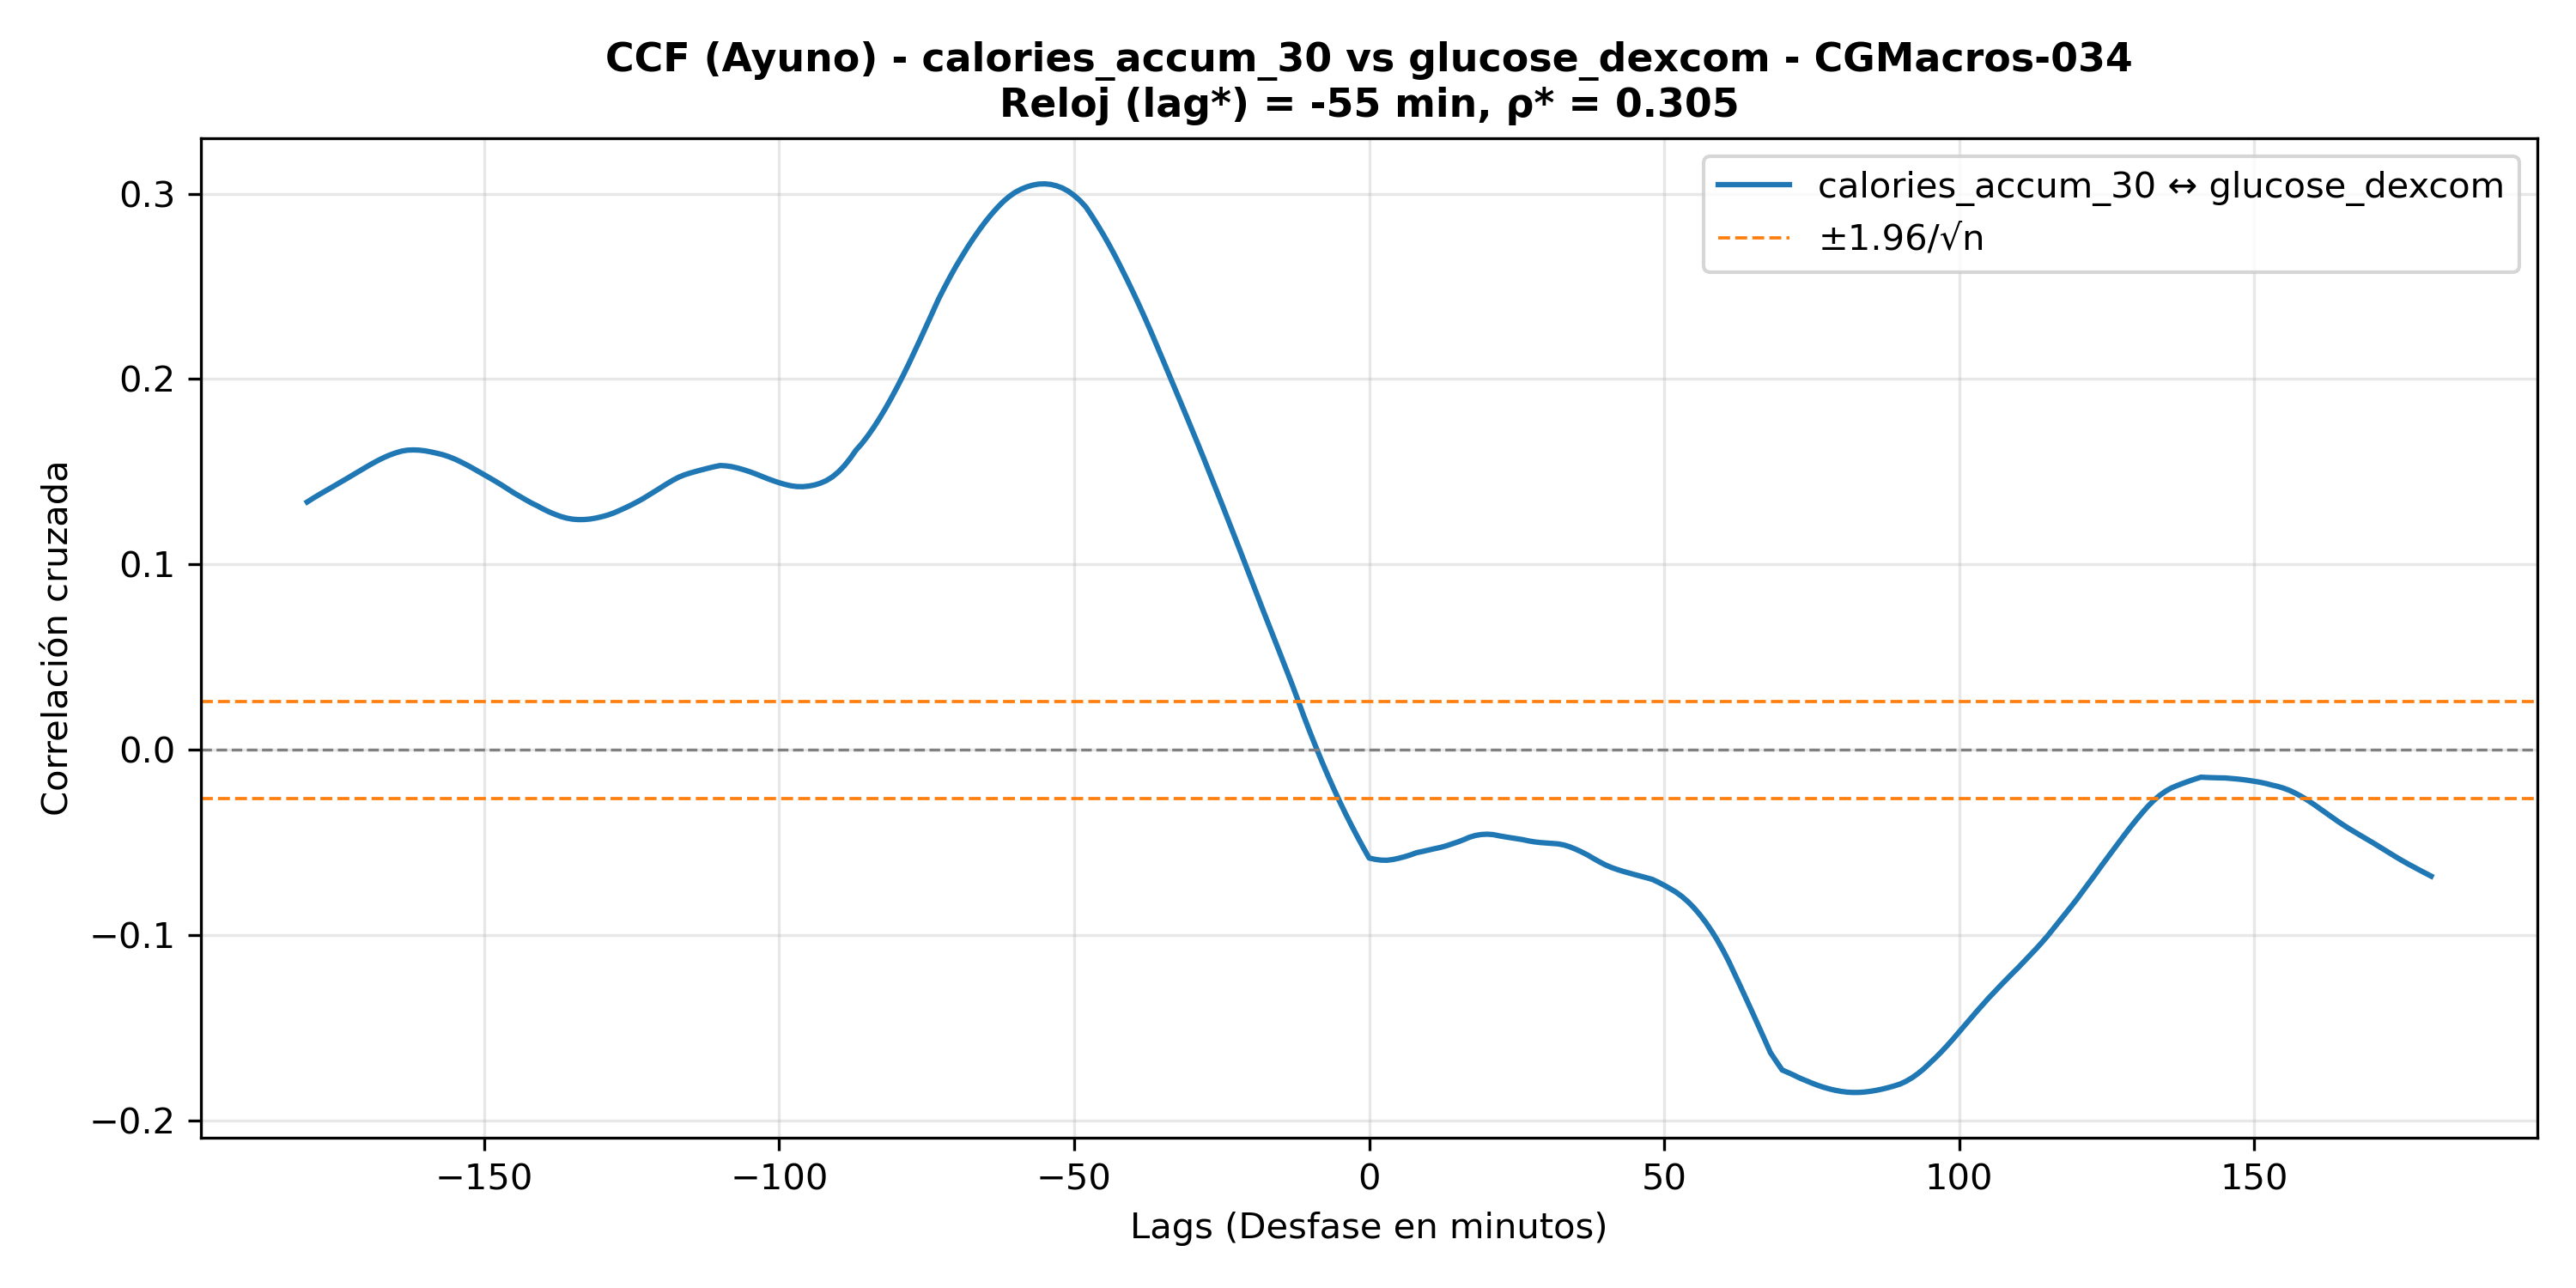 CCF (Ayuno) - calories_accum_30 vs glucose_dexcom - CGMacros-034
Reloj (lag*) = -55 min, ρ* = 0.305
calories_accum_30 ↔ glucose_dexcom
±1.96/√n
Correlación cruzada
0.3
0.2
0.1
0.0
−0.1
−0.2
−150
−100
−50
0
50
100
150
Lags (Desfase en minutos)